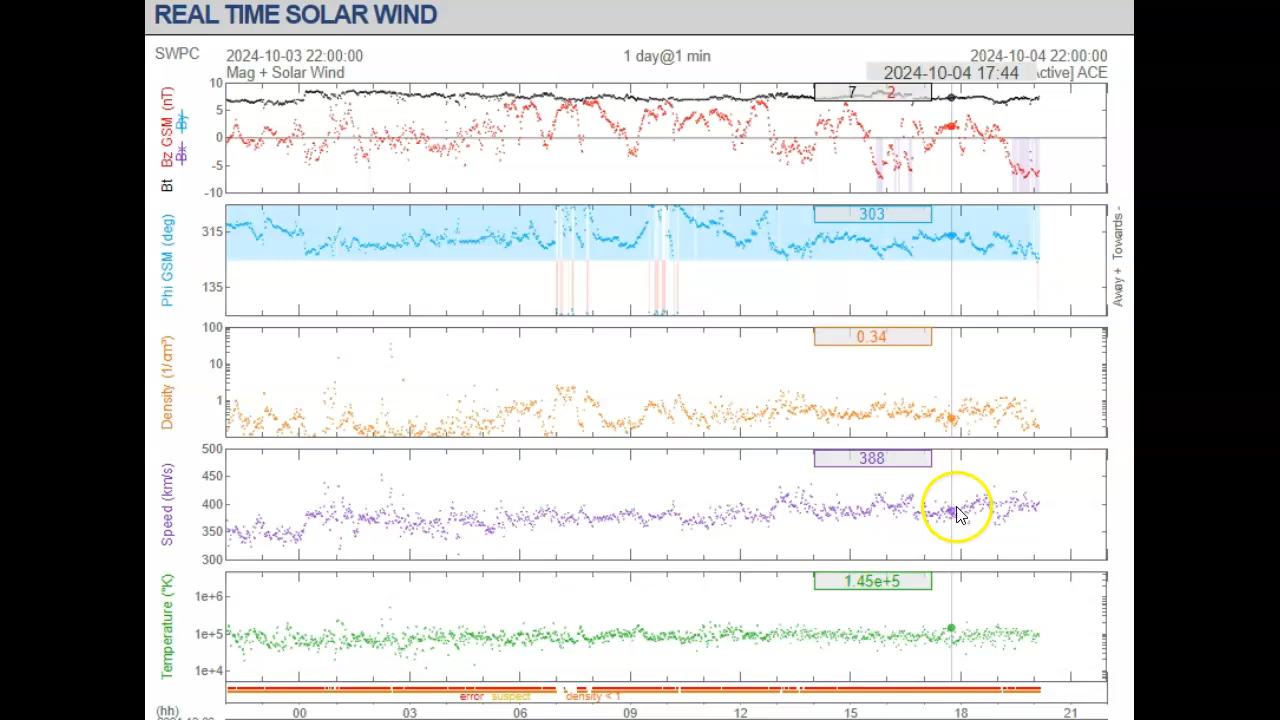 REAL TIME SOLAR WIND
SWPC 2024-10-03 22:00:00 1 day@1 min 2024-10-04 22:00:00
Mag + Solar Wind 2024-10-04 17:44 ctive] ACE
Bt Bz GSM (nT) Bx By
10
5
0
-5
-10
7 2
Phi GSM (deg)
315
135
303
Away + Towards -
Density (1/cm³)
100
10
1
0.34
Speed (km/s)
500
450
400
350
300
388
Temperature (°K)
1e+6
1e+5
1e+4
1.45e+5
error suspect density < 1
(hh) 00 03 06 09 12 15 18 21